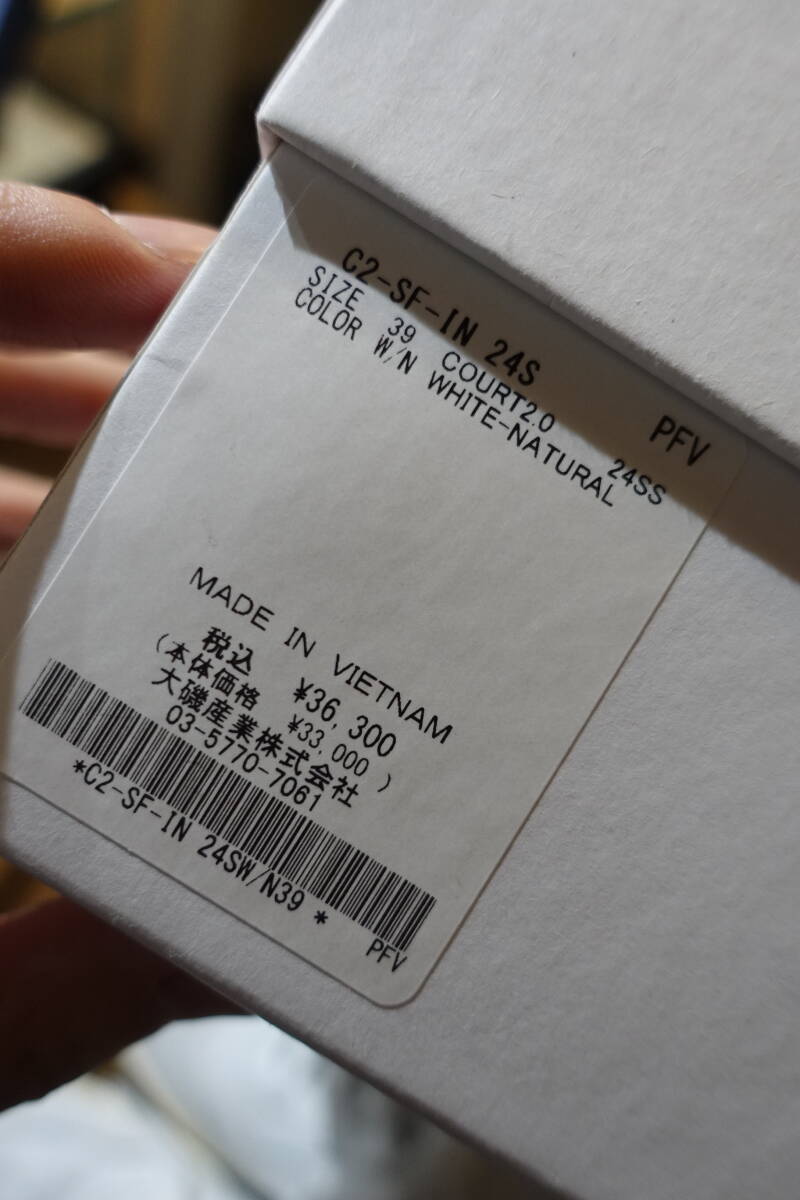 C2-SF-IN 24S PFV
SIZE 39 COURT2.0 24SS
COLOR W/N WHITE-NATURAL
MADE IN VIETNAM
税込 ¥36,300
(本体価格 ¥33,000 )
大磯産業株式会社
03-5770-7061
*C2-SF-IN 24SW/N39 *
PFV